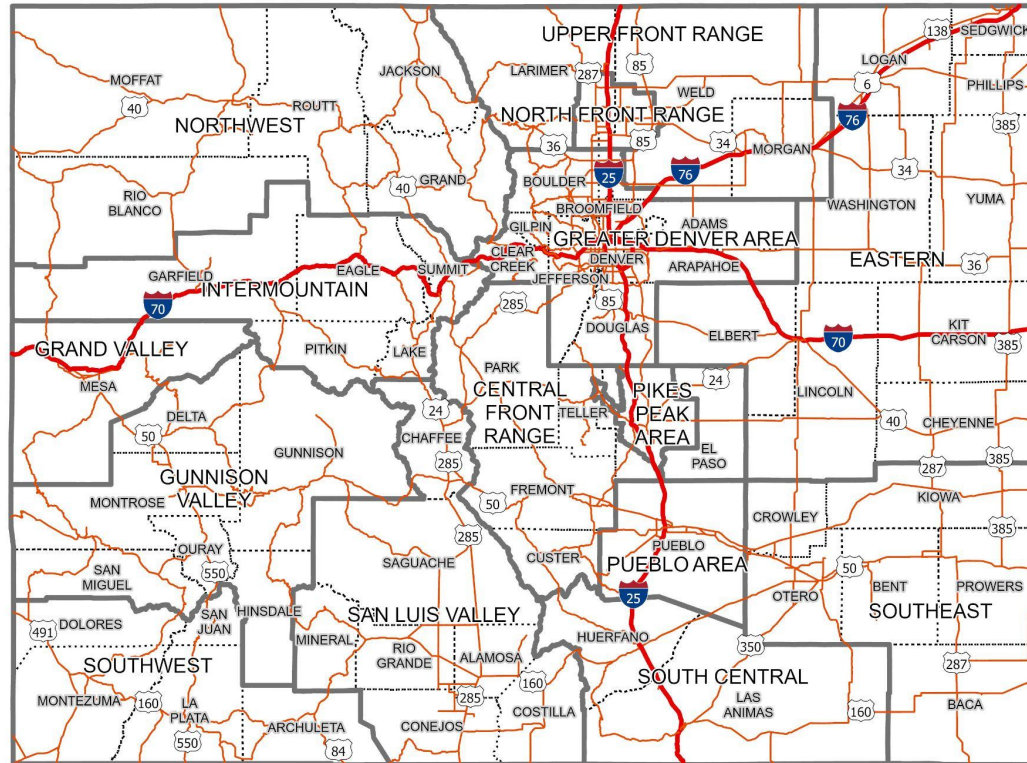 138
SEDGWICK
UPPER FRONT RANGE
LOGAN
85
JACKSON
LARIMER
287
MOFFAT
6
PHILLIPS
WELD
40
ROUTT
76
NORTHWEST
NORTH FRONT RANGE
385
36
85
34
MORGAN
76
34
25
GRAND
BOULDER
40
RIO
BLANCO
WASHINGTON
YUMA
BROOMFIELD
GILPIN
ADAMS
GREATER DENVER AREA
CLEAR
CREEK
DENVER
ARAPAHOE
EASTERN
36
GARFIELD
EAGLE
SUMMIT
JEFFERSON
INTERMOUNTAIN
285
85
70
DOUGLAS
ELBERT
70
KIT
CARSON
385
GRAND VALLEY
PITKIN
LAKE
PARK
MESA
24
LINCOLN
CENTRAL
FRONT
RANGE
PIKES
PEAK
AREA
24
TELLER
DELTA
50
CHAFFEE
40
CHEYENNE
GUNNISON
EL
PASO
285
287
385
GUNNISON
VALLEY
MONTROSE
FREMONT
50
KIOWA
CROWLEY
385
285
OURAY
SAGUACHE
CUSTER
PUEBLO
PUEBLO AREA
50
SAN
MIGUEL
550
BENT
PROWERS
OTERO
25
SAN
JUAN
HINSDALE
SAN LUIS VALLEY
SOUTHEAST
491
DOLORES
MINERAL
HUERFANO
350
RIO
GRANDE
ALAMOSA
SOUTHWEST
287
SOUTH CENTRAL
160
285
MONTEZUMA
160
LA
PLATA
COSTILLA
LAS
ANIMAS
160
BACA
ARCHULETA
CONEJOS
550
84